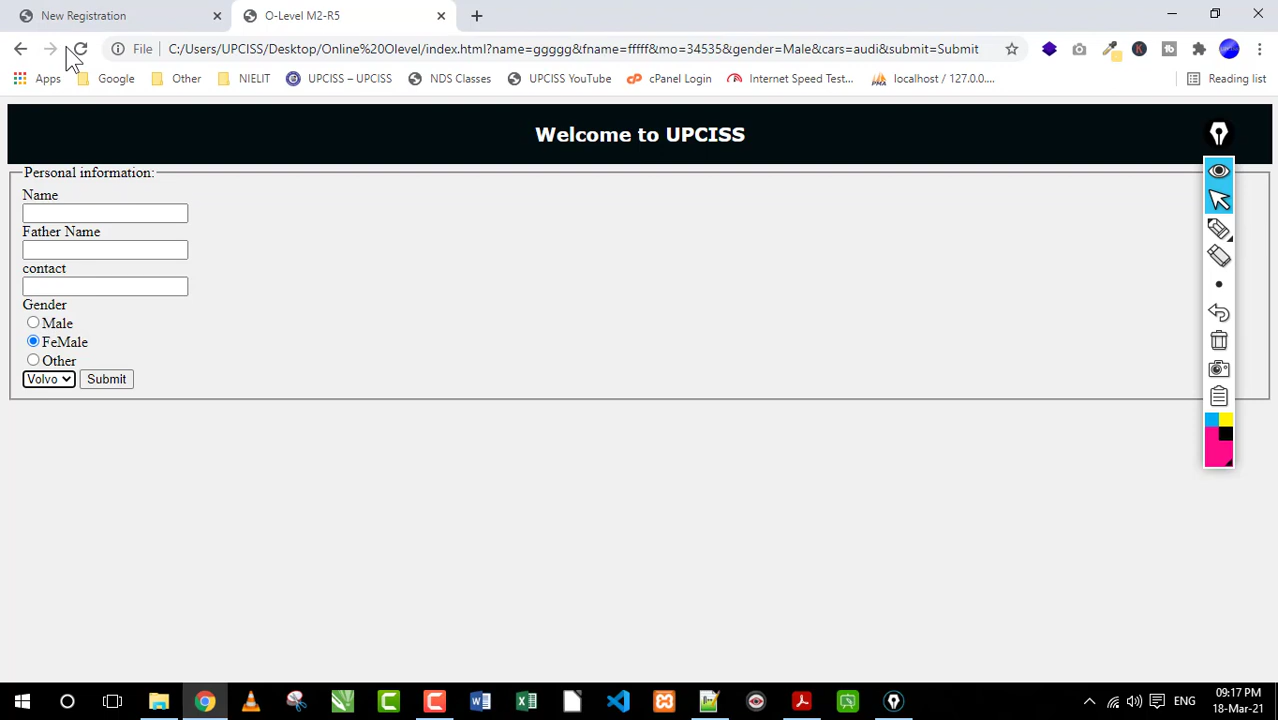 New Registration
O-Level M2-R5
File
C:/Users/UPCISS/Desktop/Online%20Olevel/index.html?name=ggggg&fname=fffff&mo=34535&gender=Male&cars=audi&submit=Submit
Apps
Google
Other
NIELIT
UPCISS – UPCISS
NDS Classes
UPCISS YouTube
cPanel Login
Internet Speed Test...
localhost / 127.0.0....
Reading list
Welcome to UPCISS
Personal information:
Name
Father Name
contact
Gender
Male
FeMale
Other
Volvo
Submit
ENG
09:17 PM
18-Mar-21